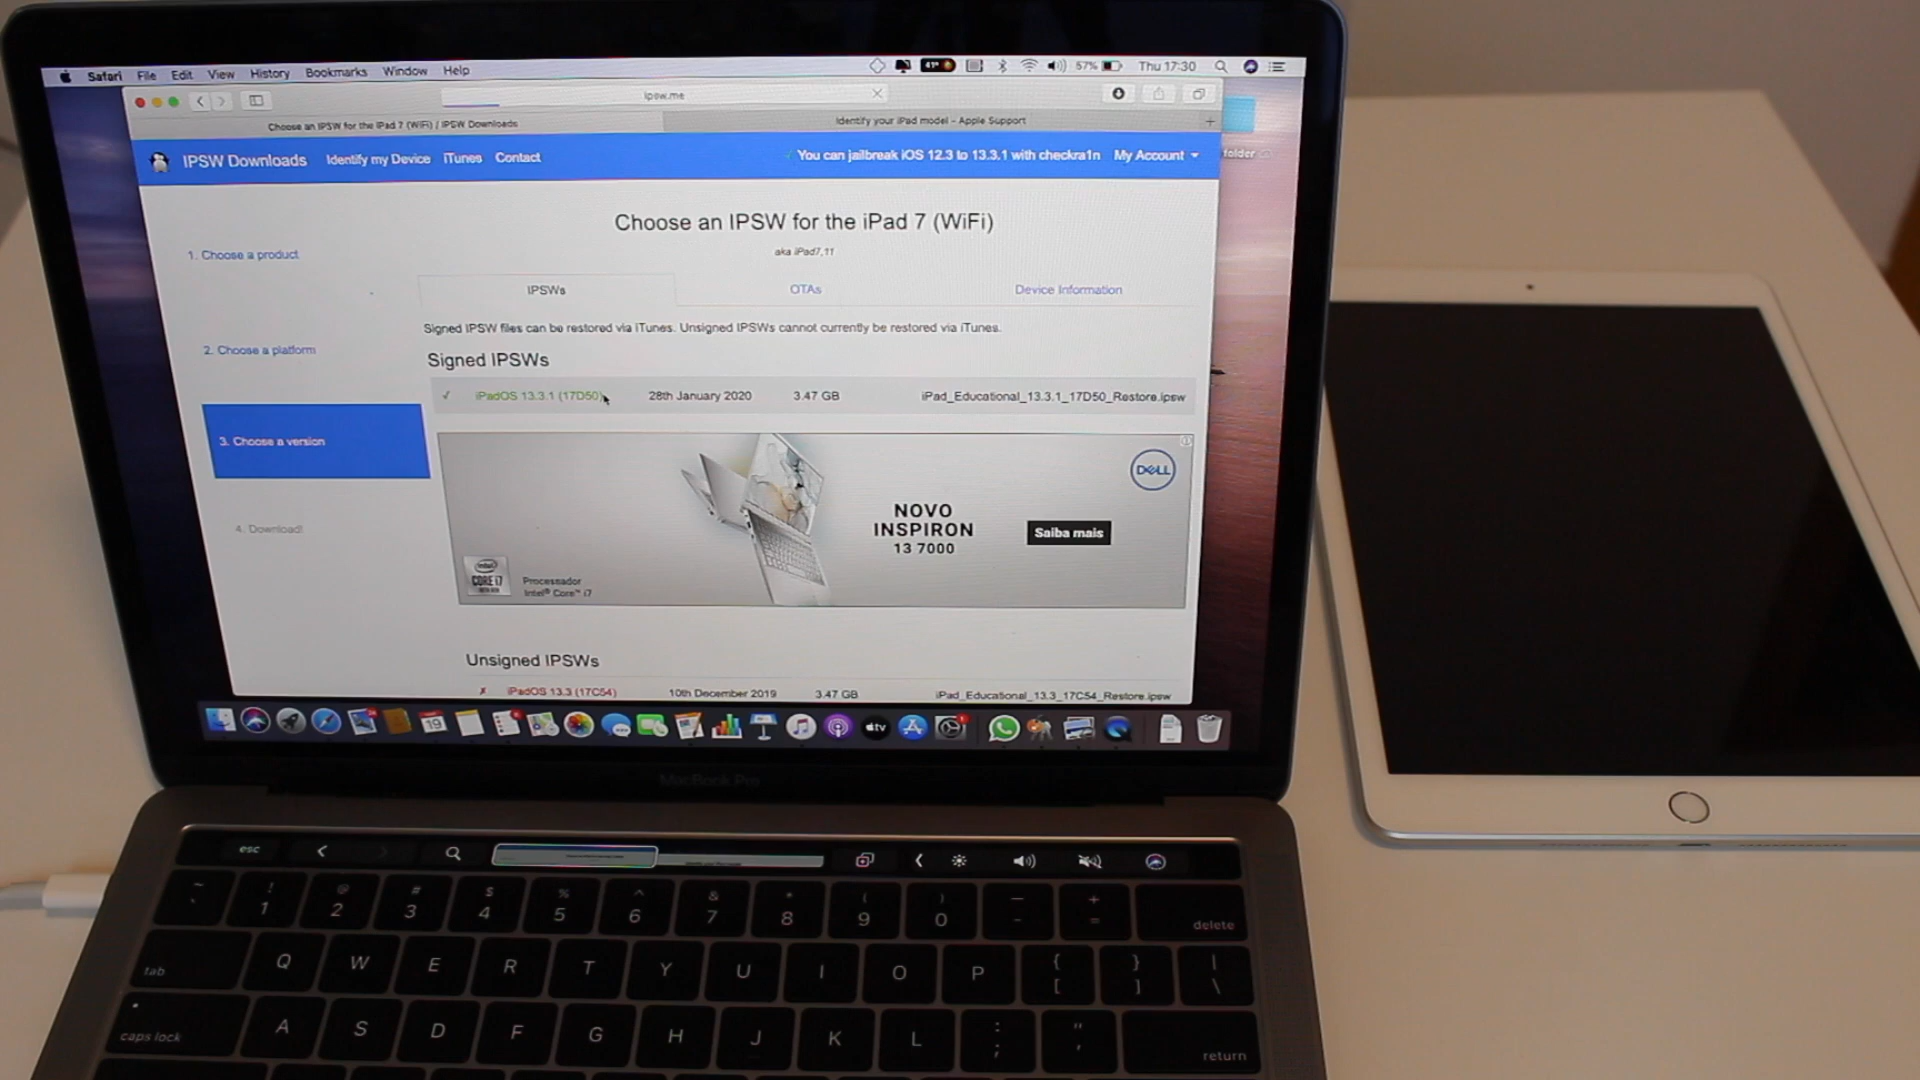 Safari File Edit View History Bookmarks Window Help
41° 57% Thu 17:30
ipsw.me
Choose an IPSW for the iPad 7 (WiFi) / IPSW Downloads
Identify your iPad model - Apple Support
IPSW Downloads Identify my Device iTunes Contact
You can jailbreak iOS 12.3 to 13.3.1 with checkra1n My Account
folder
Choose an IPSW for the iPad 7 (WiFi)
aka iPad7,11
1. Choose a product
2. Choose a platform
3. Choose a version
4. Download!
IPSWs OTAs Device Information
Signed IPSW files can be restored via iTunes. Unsigned IPSWs cannot currently be restored via iTunes.
Signed IPSWs
✓ iPadOS 13.3.1 (17D50) 28th January 2020 3.47 GB iPad_Educational_13.3.1_17D50_Restore.ipsw
DELL
NOVO
INSPIRON
13 7000
Saiba mais
intel
CORE i7
Processador
Intel® Core™ i7
Unsigned IPSWs
✗ iPadOS 13.3 (17C54) 10th December 2019 3.47 GB iPad_Educational_13.3_17C54_Restore.ipsw
19
tv
MacBook Pro
esc
~ ! @ # $ % ^ & * ( ) — +
` 1 2 3 4 5 6 7 8 9 0 - = delete
tab Q W E R T Y U I O P { [ } ] | \
caps lock A S D F G H J K L : ; " ' return